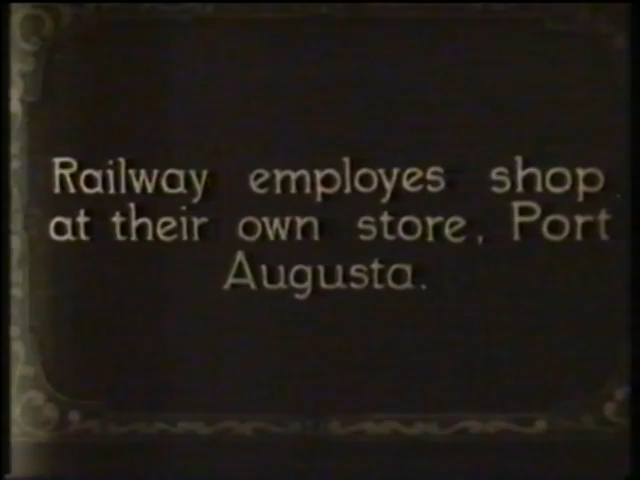 Railway employes shop
at their own store, Port
Augusta.